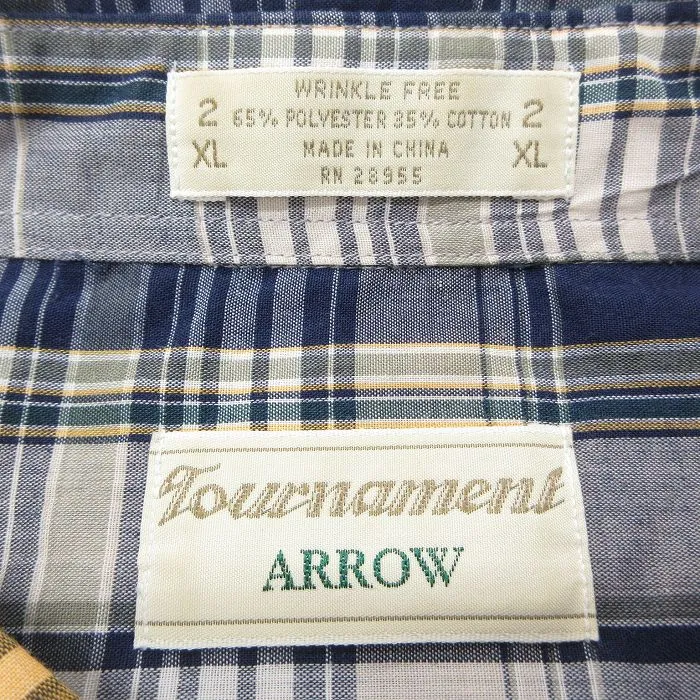 WRINKLE FREE
2 65% POLYESTER 35% COTTON 2
XL MADE IN CHINA XL
RN 28955
Tournament
ARROW